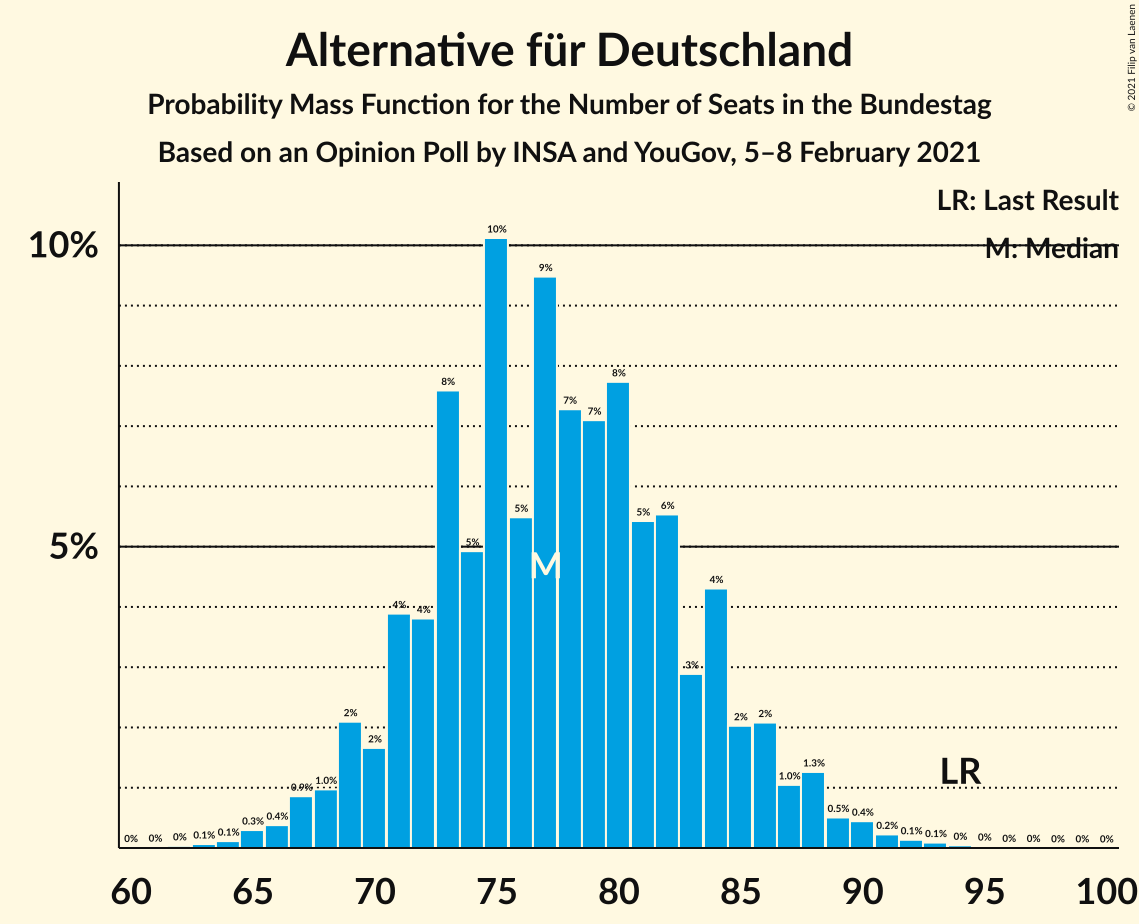 Alternative für Deutschland
Probability Mass Function for the Number of Seats in the Bundestag
Based on an Opinion Poll by INSA and YouGov, 5–8 February 2021
© 2021 Filip van Laenen
LR: Last Result
M: Median
10%
5%
0% 0% 0% 0.1% 0.1% 0.3% 0.4% 0.9% 1.0% 2% 2% 4% 4% 8% 5% 10% 5% 9% 7% 7% 8% 5% 6% 3% 4% 2% 2% 1.0% 1.3% 0.5% 0.4% 0.2% 0.1% 0.1% 0% 0% 0% 0% 0% 0% 0%
M
LR
60 65 70 75 80 85 90 95 100